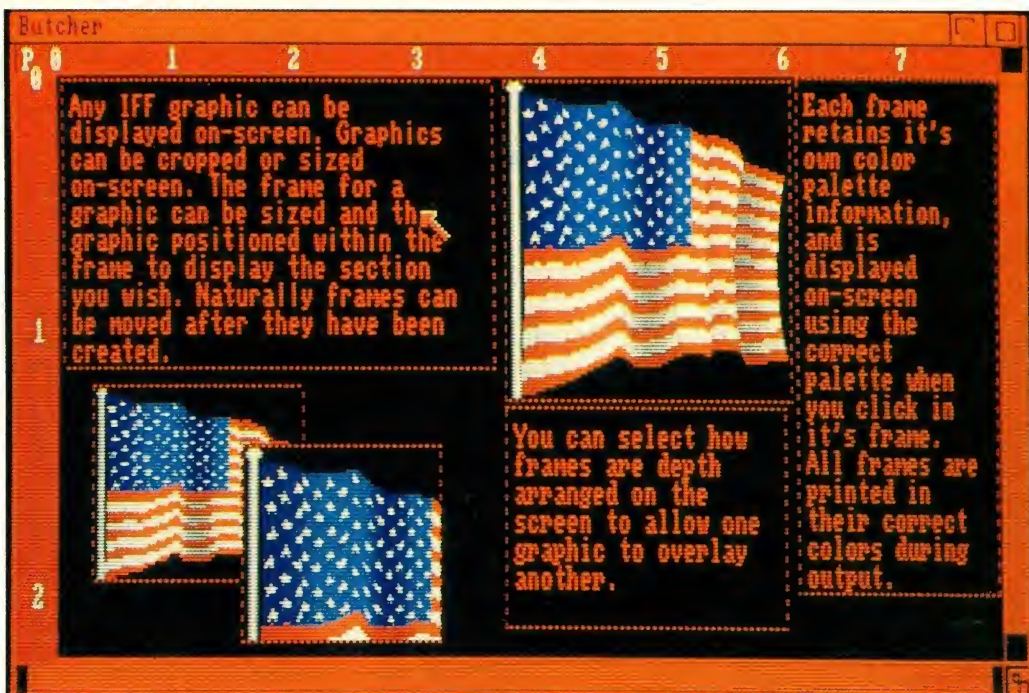 Butcher
P 0 1 2 3 4 5 6 7
0
Any IFF graphic can be
displayed on-screen. Graphics
can be cropped or sized
on-screen. The frame for a
graphic can be sized and the
graphic positioned within the
frame to display the section
you wish. Naturally frames can
be moved after they have been
created.
1
2
You can select how
frames are depth
arranged on the
screen to allow one
graphic to overlay
another.
Each frame
retains it's
own color
palette
information,
and is
displayed
on-screen
using the
correct
palette when
you click in
it's frame.
All frames are
printed in
their correct
colors during
output.